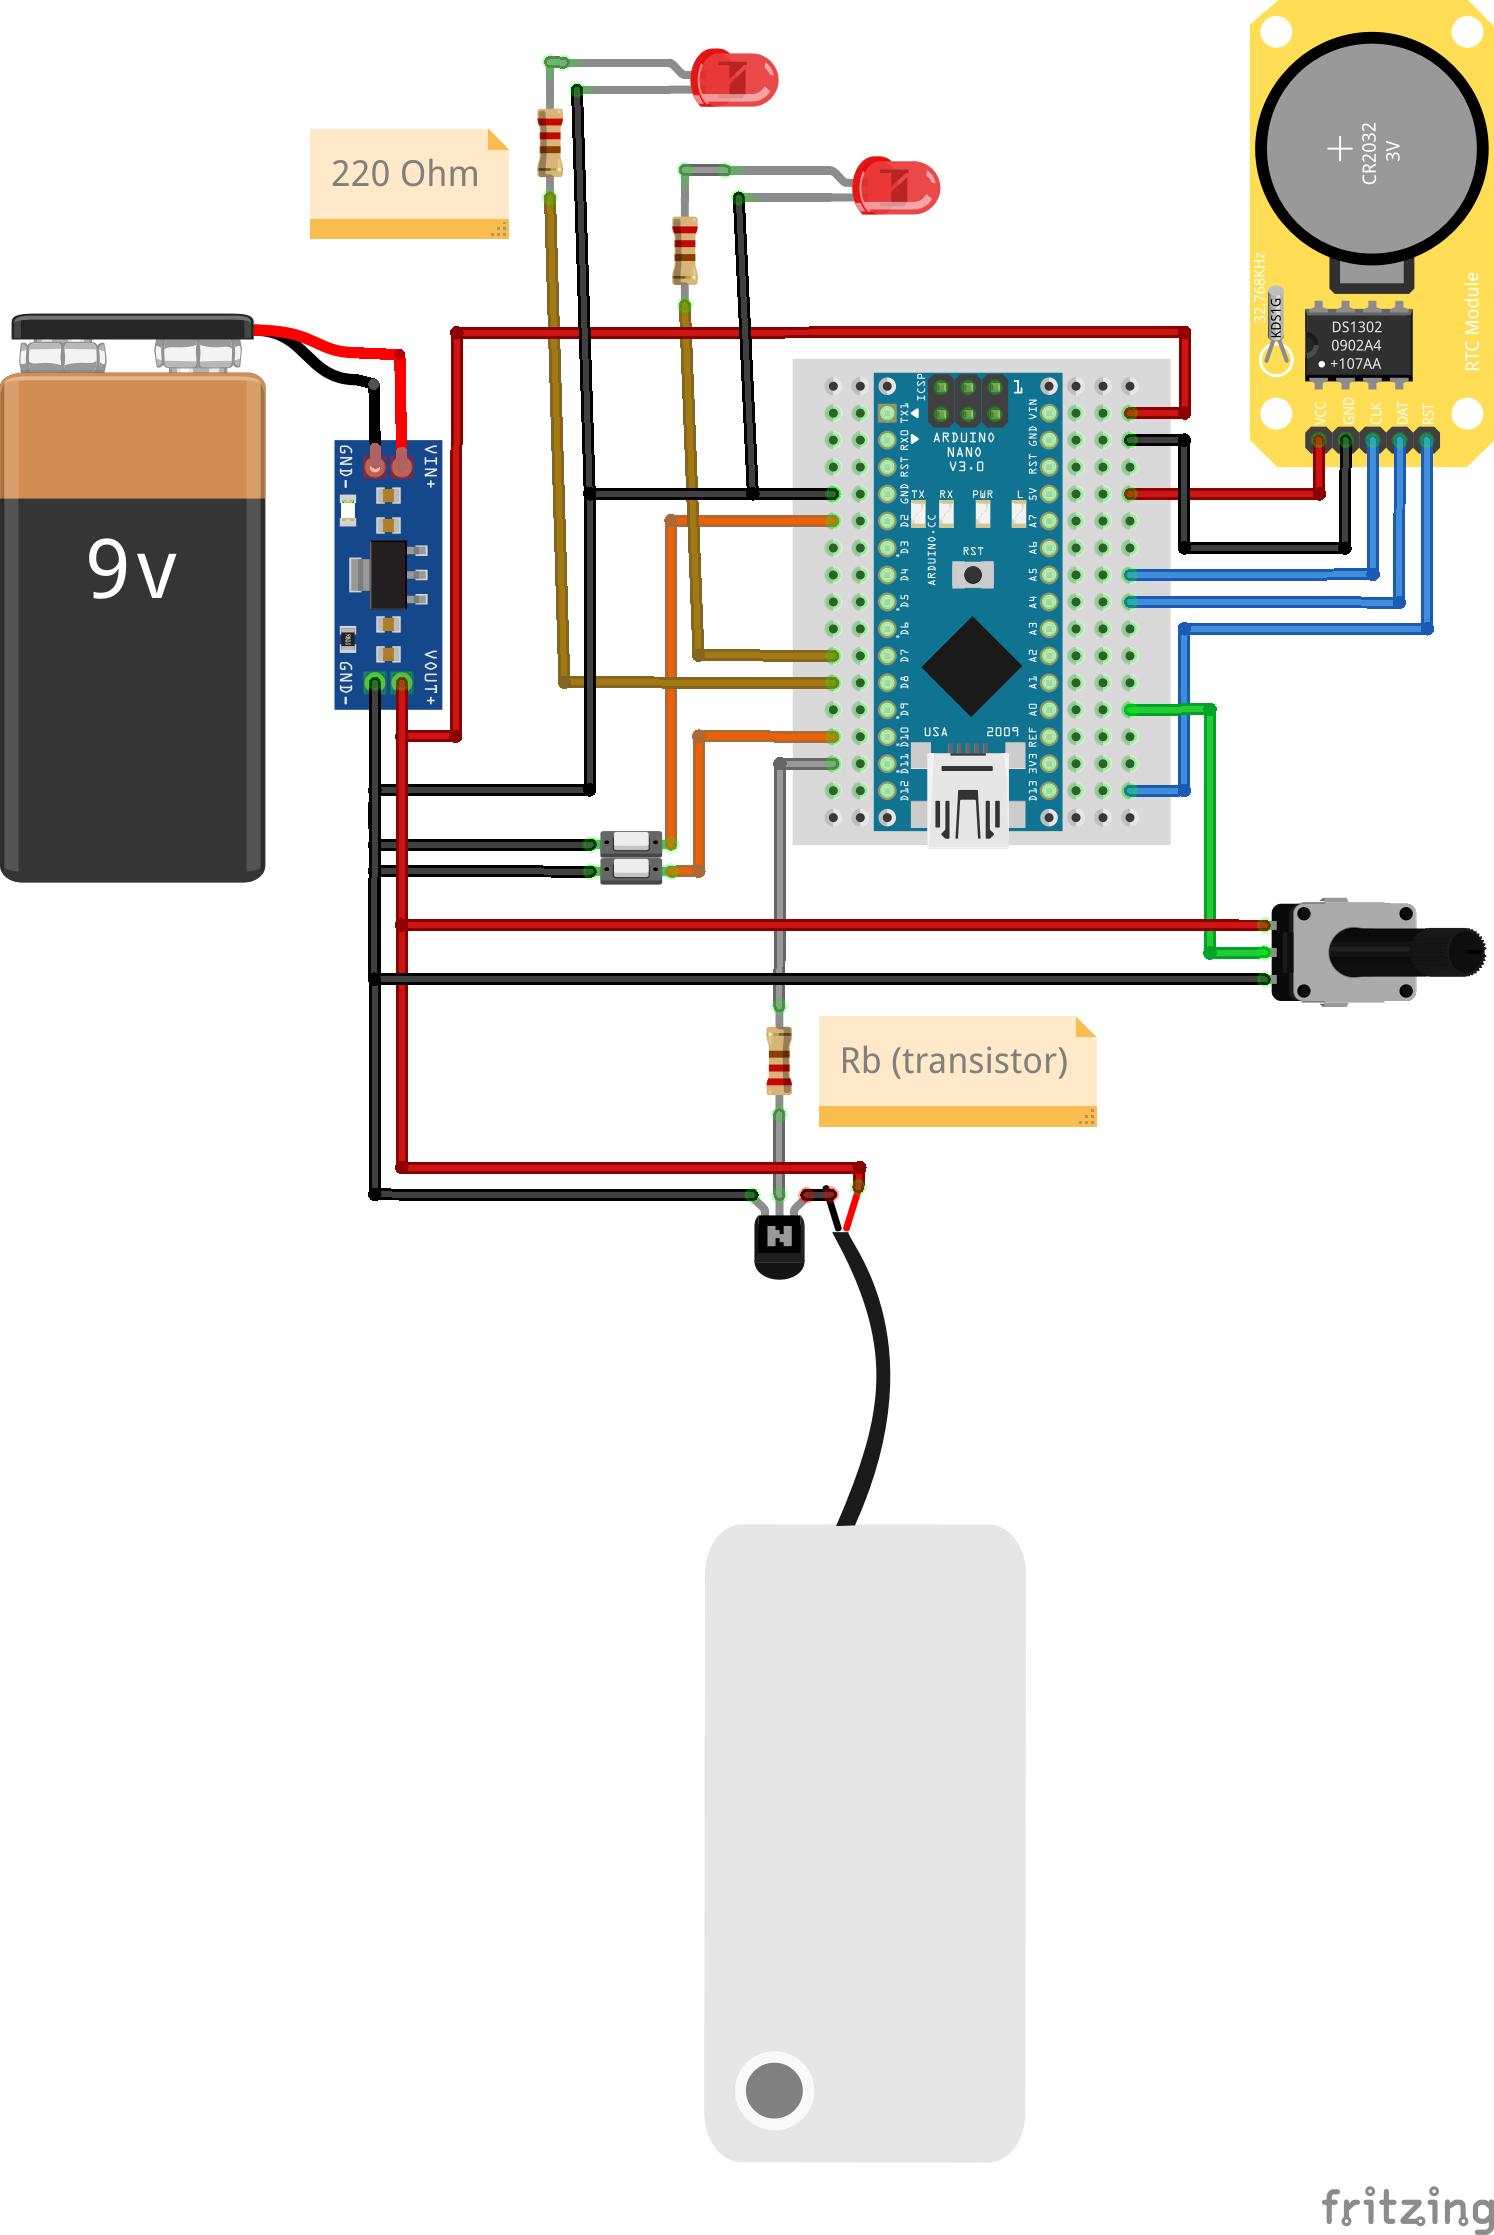 220 Ohm
CR2032
3V
32.768KHz
KDS1G
DS1302
0902A4
+107AA
RTC Module
VCC
GND
CLK
DAT
RST
9v
GND-
VIN+
GND-
VOUT+
ICSP
1
ARDUINO
NANO
V3.0
TX
RX
PWR
L
ARDUINO.CC
RST
USA
2009
TX1
RX0
RST
GND
D2
D3
D4
D5
D6
D7
D8
D9
D10
D11
D12
VIN
GND
RST
5V
A7
A6
A5
A4
A3
A2
A1
A0
REF
3V3
D13
Rb (transistor)
N
fritzing